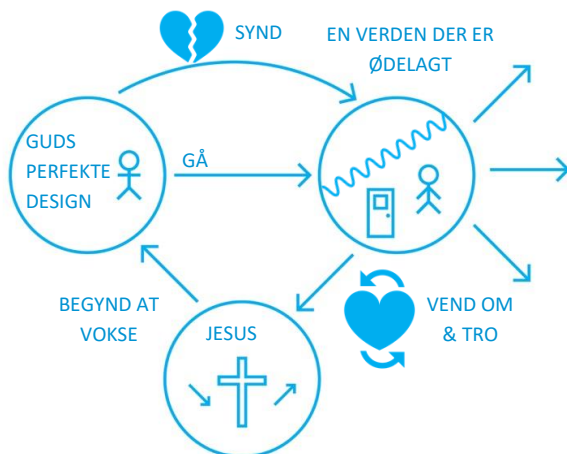 SYND
EN VERDEN DER ER
ØDELAGT
GUDS
PERFEKTE
DESIGN
GÅ
BEGYND AT
VOKSE
JESUS
VEND OM
& TRO